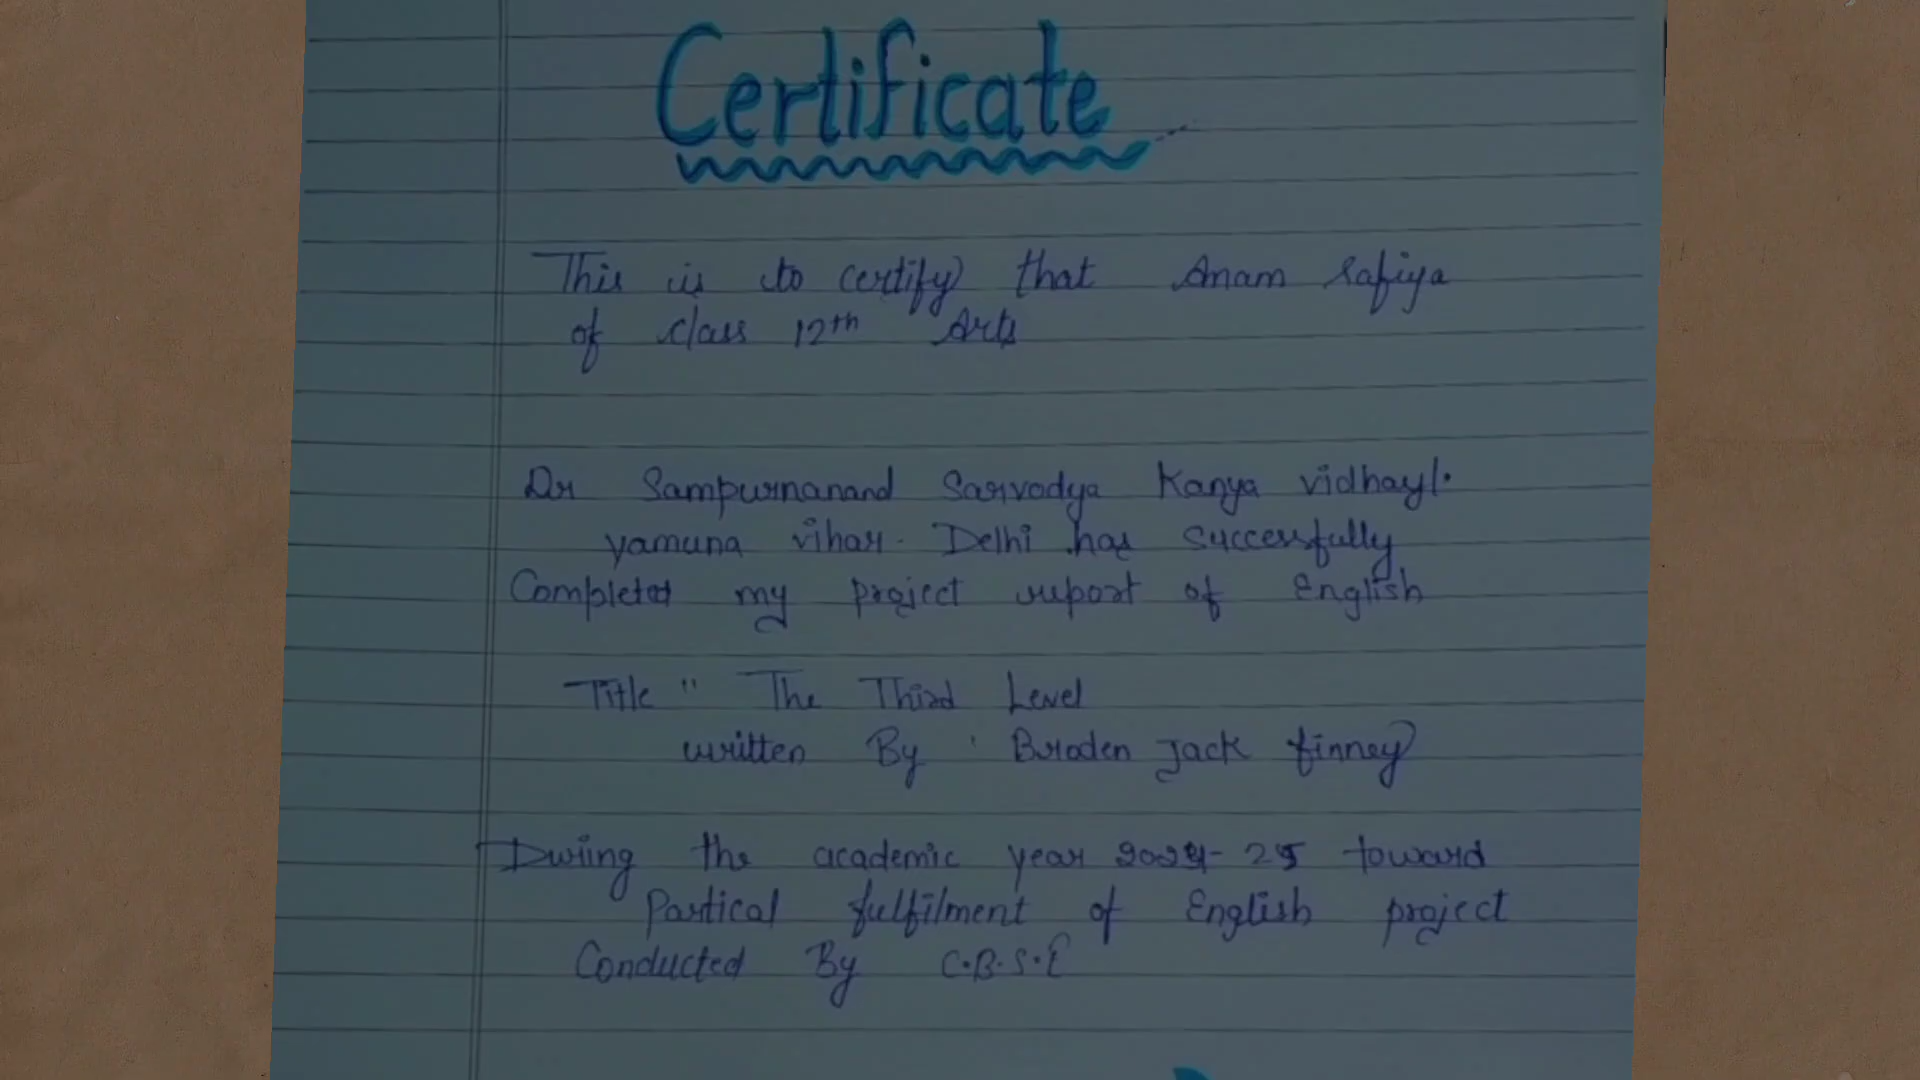 Certificate
This is to certify that Anam Safiya
of class 12th Arts
Dr Sampurnanand Sarvodya Kanya vidhayl.
yamuna vihar. Delhi has successfully
Completed my project report of English
Title " The Third Level
written By ' Braden Jack finney
During the academic year 2024-25 toward
Partical fulfilment of English project
Conducted By C.B.S.E